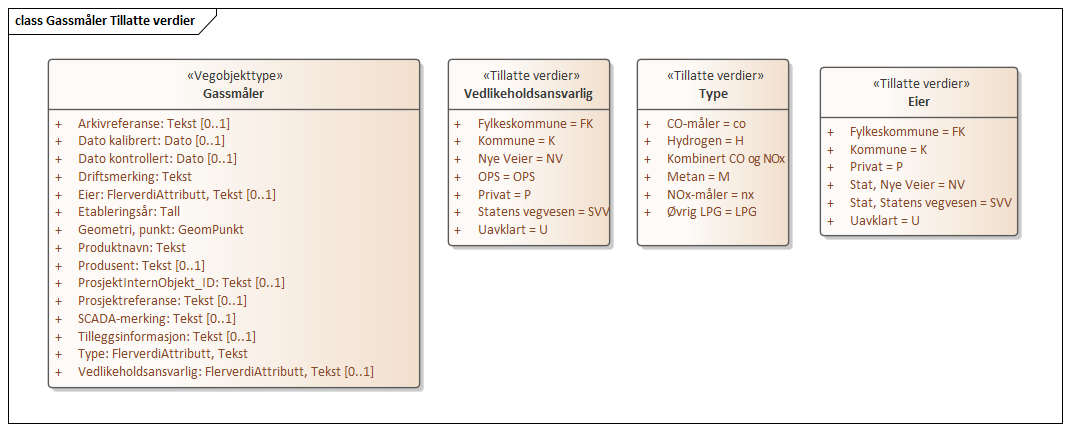 class Gassmåler Tillatte verdier
«Vegobjekttype»
Gassmåler
+ Arkivreferanse: Tekst [0..1]
+ Dato kalibrert: Dato [0..1]
+ Dato kontrollert: Dato [0..1]
+ Driftsmerking: Tekst
+ Eier: FlerverdiAttributt, Tekst [0..1]
+ Etableringsår: Tall
+ Geometri, punkt: GeomPunkt
+ Produktnavn: Tekst
+ Produsent: Tekst [0..1]
+ ProsjektInternObjekt_ID: Tekst [0..1]
+ Prosjektreferanse: Tekst [0..1]
+ SCADA-merking: Tekst [0..1]
+ Tilleggsinformasjon: Tekst [0..1]
+ Type: FlerverdiAttributt, Tekst
+ Vedlikeholdsansvarlig: FlerverdiAttributt, Tekst [0..1]
«Tillatte verdier»
Vedlikeholdsansvarlig
+ Fylkeskommune = FK
+ Kommune = K
+ Nye Veier = NV
+ OPS = OPS
+ Privat = P
+ Statens vegvesen = SVV
+ Uavklart = U
«Tillatte verdier»
Type
+ CO-måler = co
+ Hydrogen = H
+ Kombinert CO og NOx
+ Metan = M
+ NOx-måler = nx
+ Øvrig LPG = LPG
«Tillatte verdier»
Eier
+ Fylkeskommune = FK
+ Kommune = K
+ Privat = P
+ Stat, Nye Veier = NV
+ Stat, Statens vegvesen = SVV
+ Uavklart = U